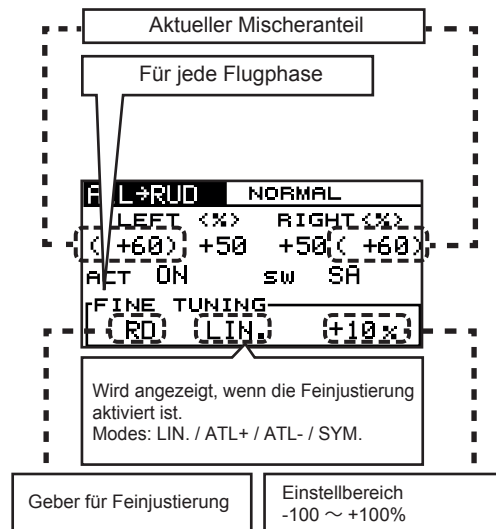 Aktueller Mischeranteil
Für jede Flugphase
AIL→RUD NORMAL
LEFT <%> RIGHT <%>
( +60) +50 +50 ( +60)
ACT ON SW SA
FINE TUNING
RD LIN. +10%
Wird angezeigt, wenn die Feinjustierung
aktiviert ist.
Modes: LIN. / ATL+ / ATL- / SYM.
Geber für Feinjustierung
Einstellbereich
-100 ～ +100%